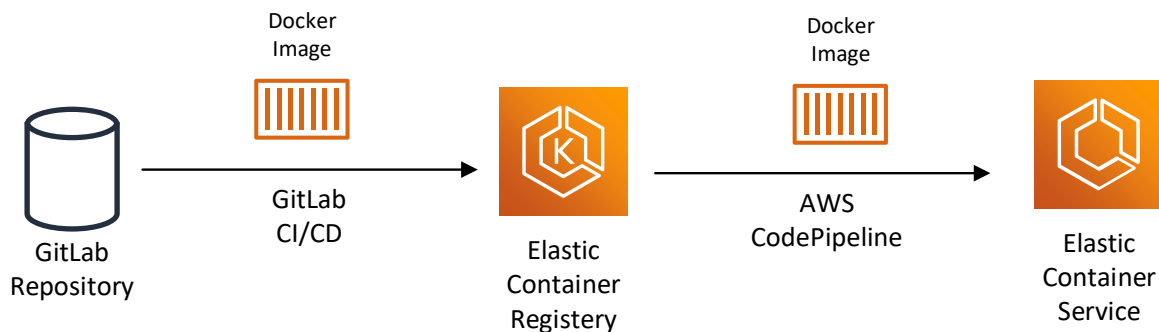 Docker
Image
GitLab
CI/CD
GitLab
Repository
K
Elastic
Container
Registery
Docker
Image
AWS
CodePipeline
Elastic
Container
Service